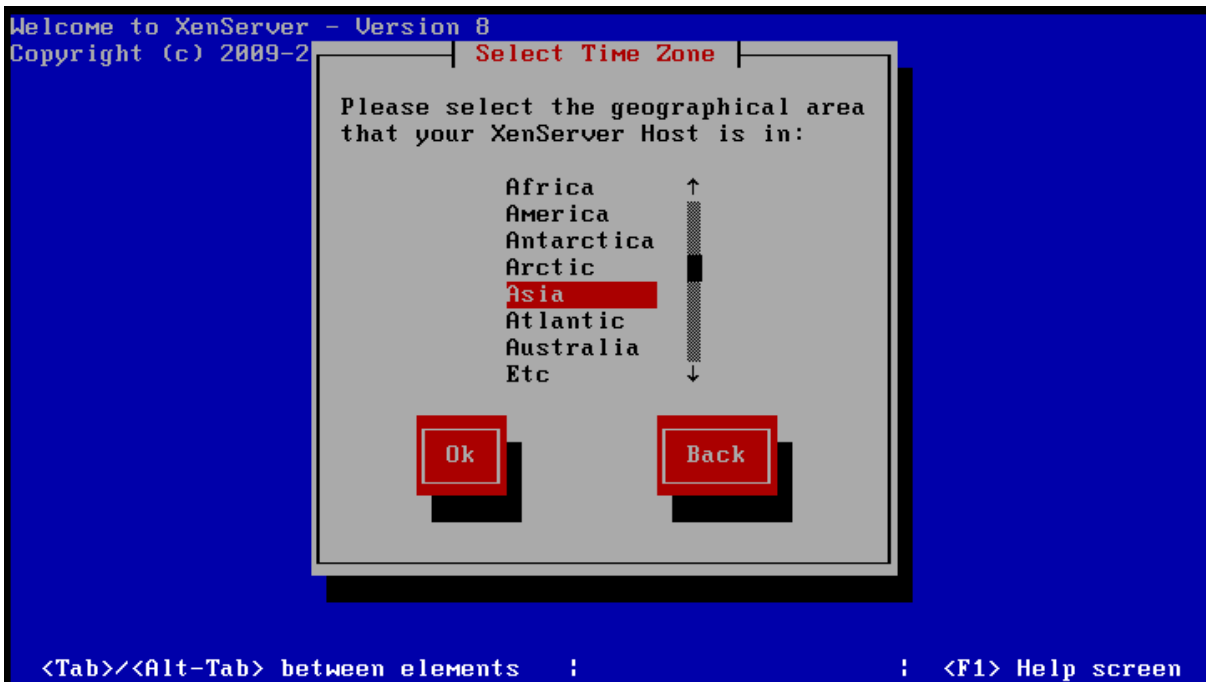 Welcome to XenServer - Version 8
Copyright (c) 2009-2
Select Time Zone
Please select the geographical area
that your XenServer Host is in:
Africa
America
Antarctica
Arctic
Asia
Atlantic
Australia
Etc
Ok
Back
<Tab>/<Alt-Tab> between elements | | <F1> Help screen